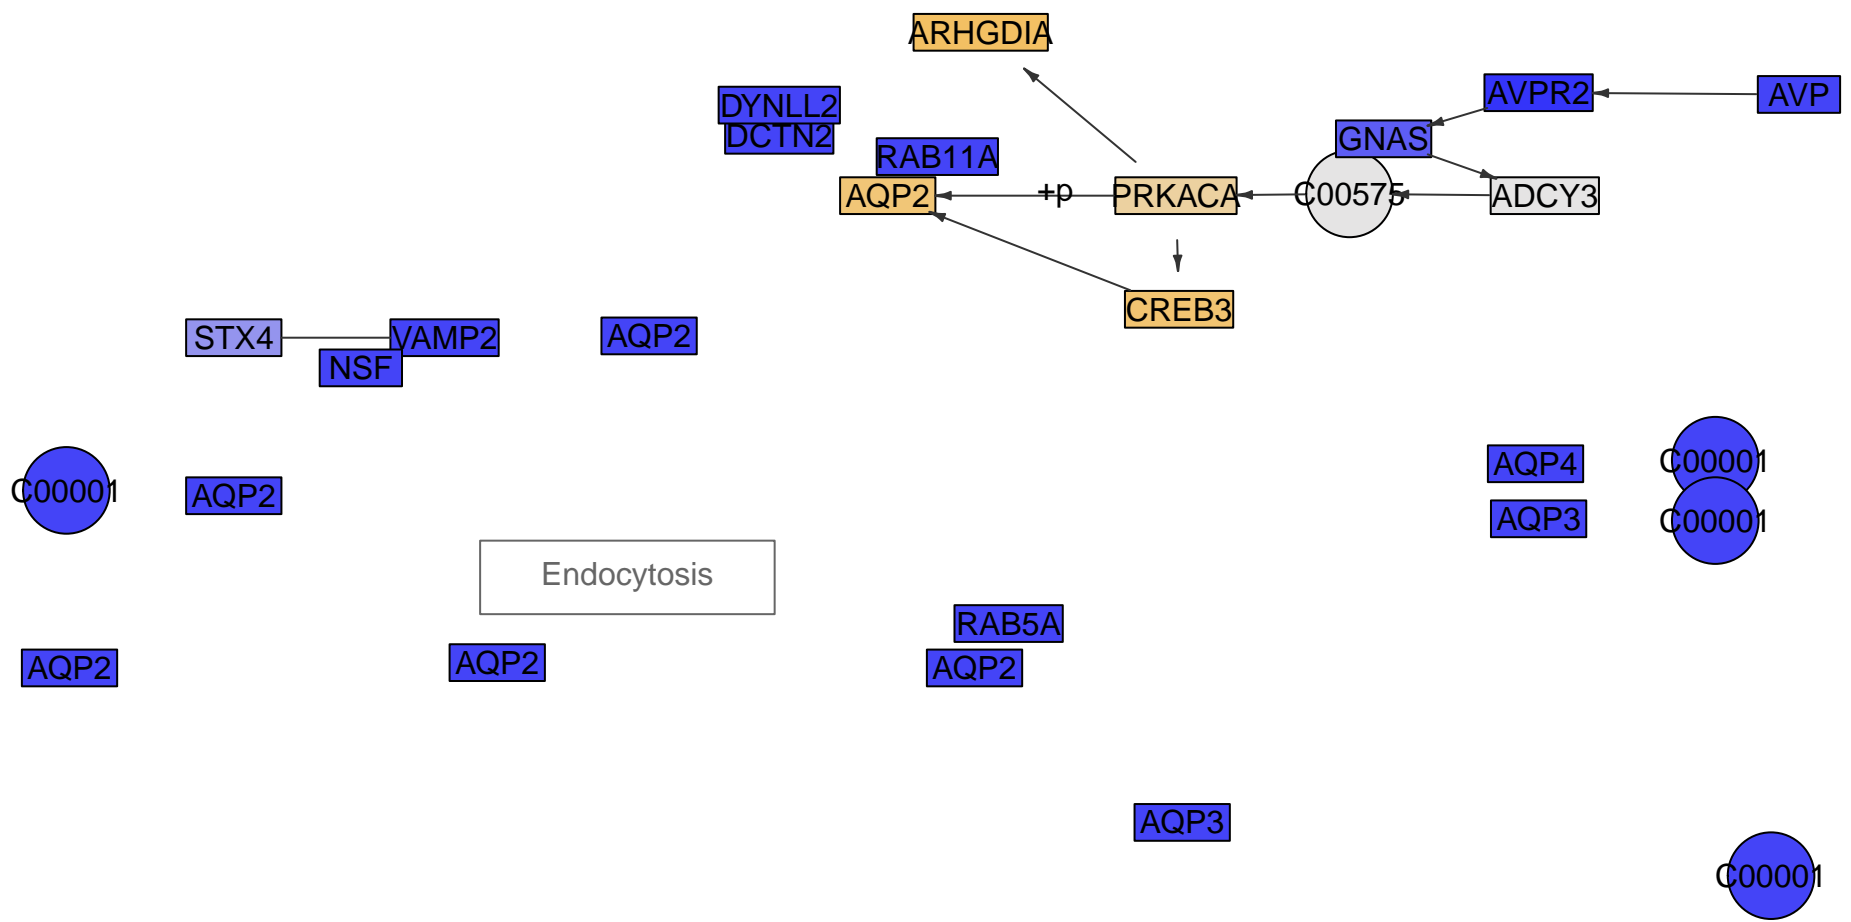 ARHGDIA
DYNLL2
AVPR2
AVP
DCTN2
GNAS
RAB11A
AQP2
+p
PRKACA
C00575
ADCY3
CREB3
STX4
VAMP2
AQP2
NSF
AQP4
C00001
C00001
AQP2
AQP3
C00001
Endocytosis
RAB5A
AQP2
AQP2
AQP2
AQP3
C00001